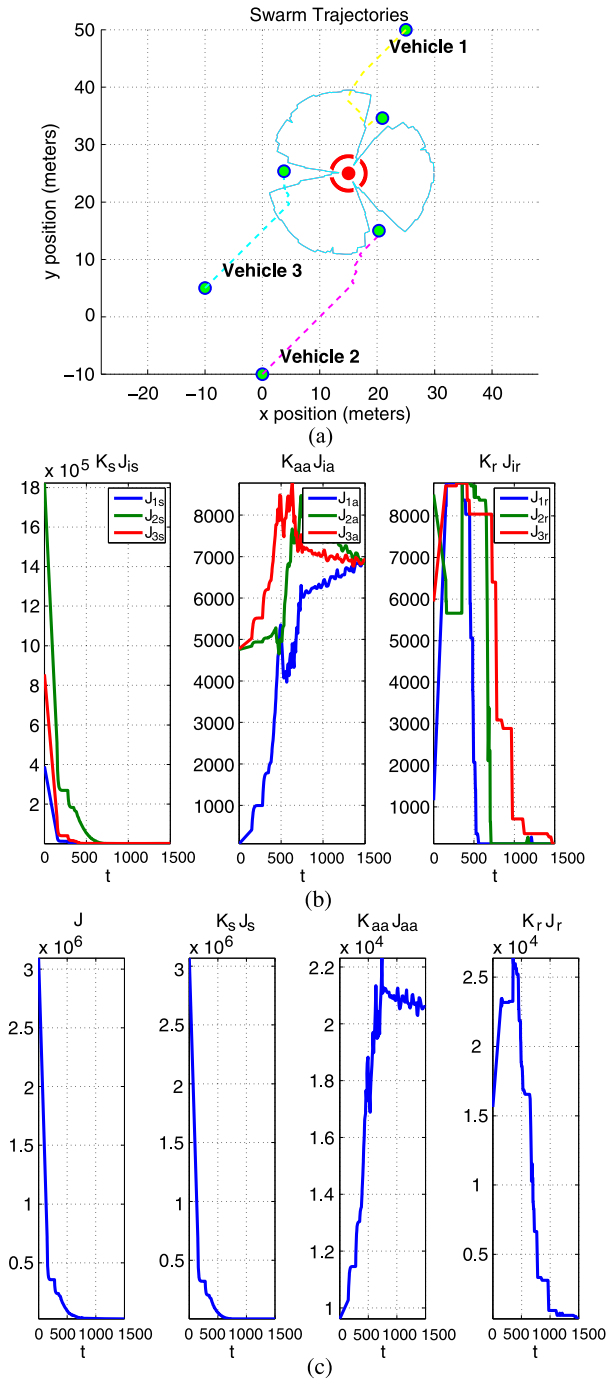 Swarm Trajectories
50
40
30
20
10
0
−10
y position (meters)
Vehicle 1
Vehicle 3
Vehicle 2
−20 −10 0 10 20 30 40
x position (meters)
(a)
K_s J_is
x 10^5
18
16
14
12
10
8
6
4
2
J_1s
J_2s
J_3s
0 500 1000 1500
t
K_aa J_ia
8000
7000
6000
5000
4000
3000
2000
1000
J_1a
J_2a
J_3a
0 500 1000 1500
t
K_r J_ir
8000
7000
6000
5000
4000
3000
2000
1000
J_1r
J_2r
J_3r
0 500 1000 1500
t
(b)
J
x 10^6
3
2.5
2
1.5
1
0.5
0 500 1000 1500
t
K_s J_s
x 10^6
3
2.5
2
1.5
1
0.5
0 500 1000 1500
t
K_aa J_aa
x 10^4
2.2
2
1.8
1.6
1.4
1.2
1
0 500 1000 1500
t
K_r J_r
x 10^4
2.5
2
1.5
1
0.5
0 500 1000 1500
t
(c)